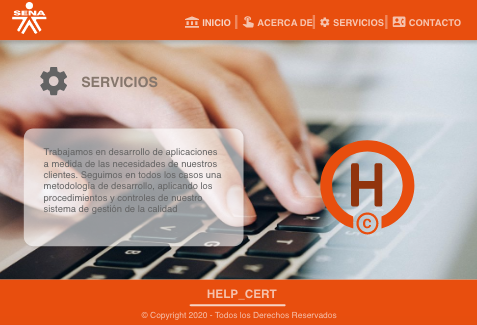 SENA
INICIO
ACERCA DE
SERVICIOS
CONTACTO
SERVICIOS
Trabajamos en desarrollo de aplicaciones
a medida de las necesidades de nuestros
clientes. Seguimos en todos los casos una
metodología de desarrollo, aplicando los
procedimientos y controles de nuestro
sistema de gestión de la calidad
H
©
HELP_CERT
© Copyright 2020 - Todos los Derechos Reservados